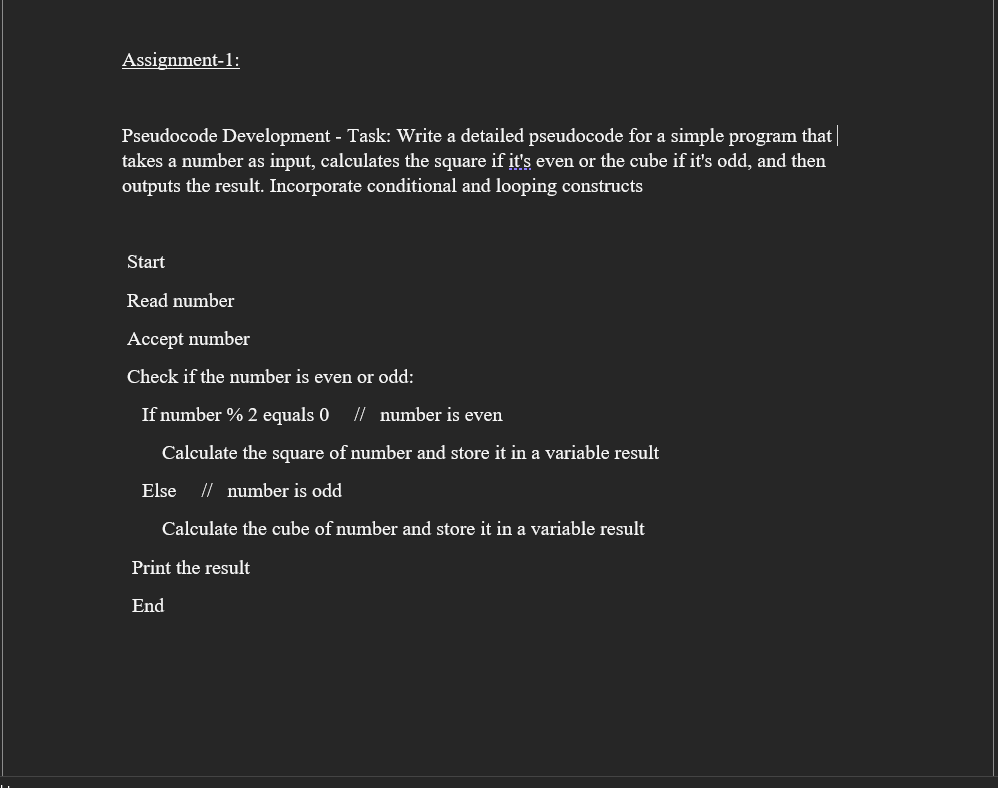 Assignment-1:
Pseudocode Development - Task: Write a detailed pseudocode for a simple program that
takes a number as input, calculates the square if it's even or the cube if it's odd, and then
outputs the result. Incorporate conditional and looping constructs
Start
Read number
Accept number
Check if the number is even or odd:
If number % 2 equals 0 // number is even
Calculate the square of number and store it in a variable result
Else // number is odd
Calculate the cube of number and store it in a variable result
Print the result
End